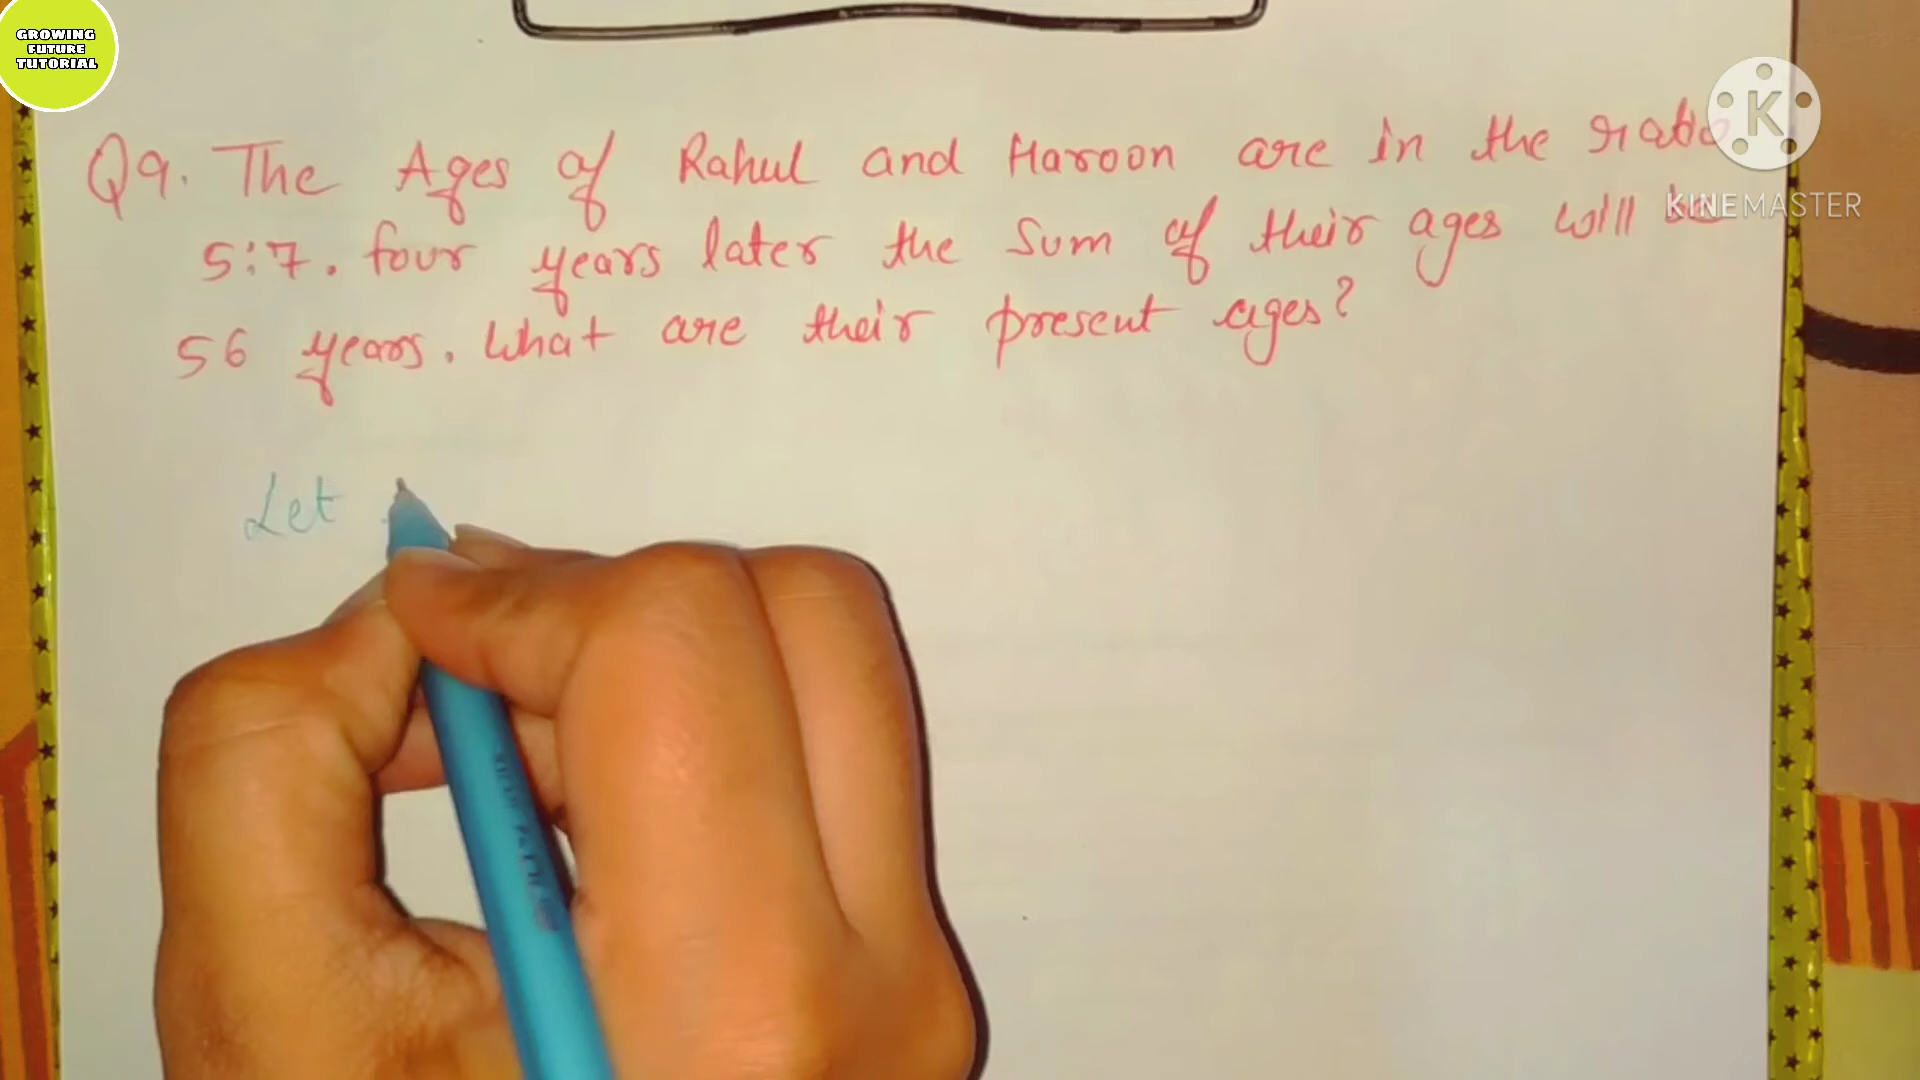 GROWING
FUTURE
TUTORIAL
K
KINEMASTER
Q9. The Ages of Rahul and Haroon are in the ratio
5:7. four years later the Sum of their ages will be
56 years. What are their present ages?
Let